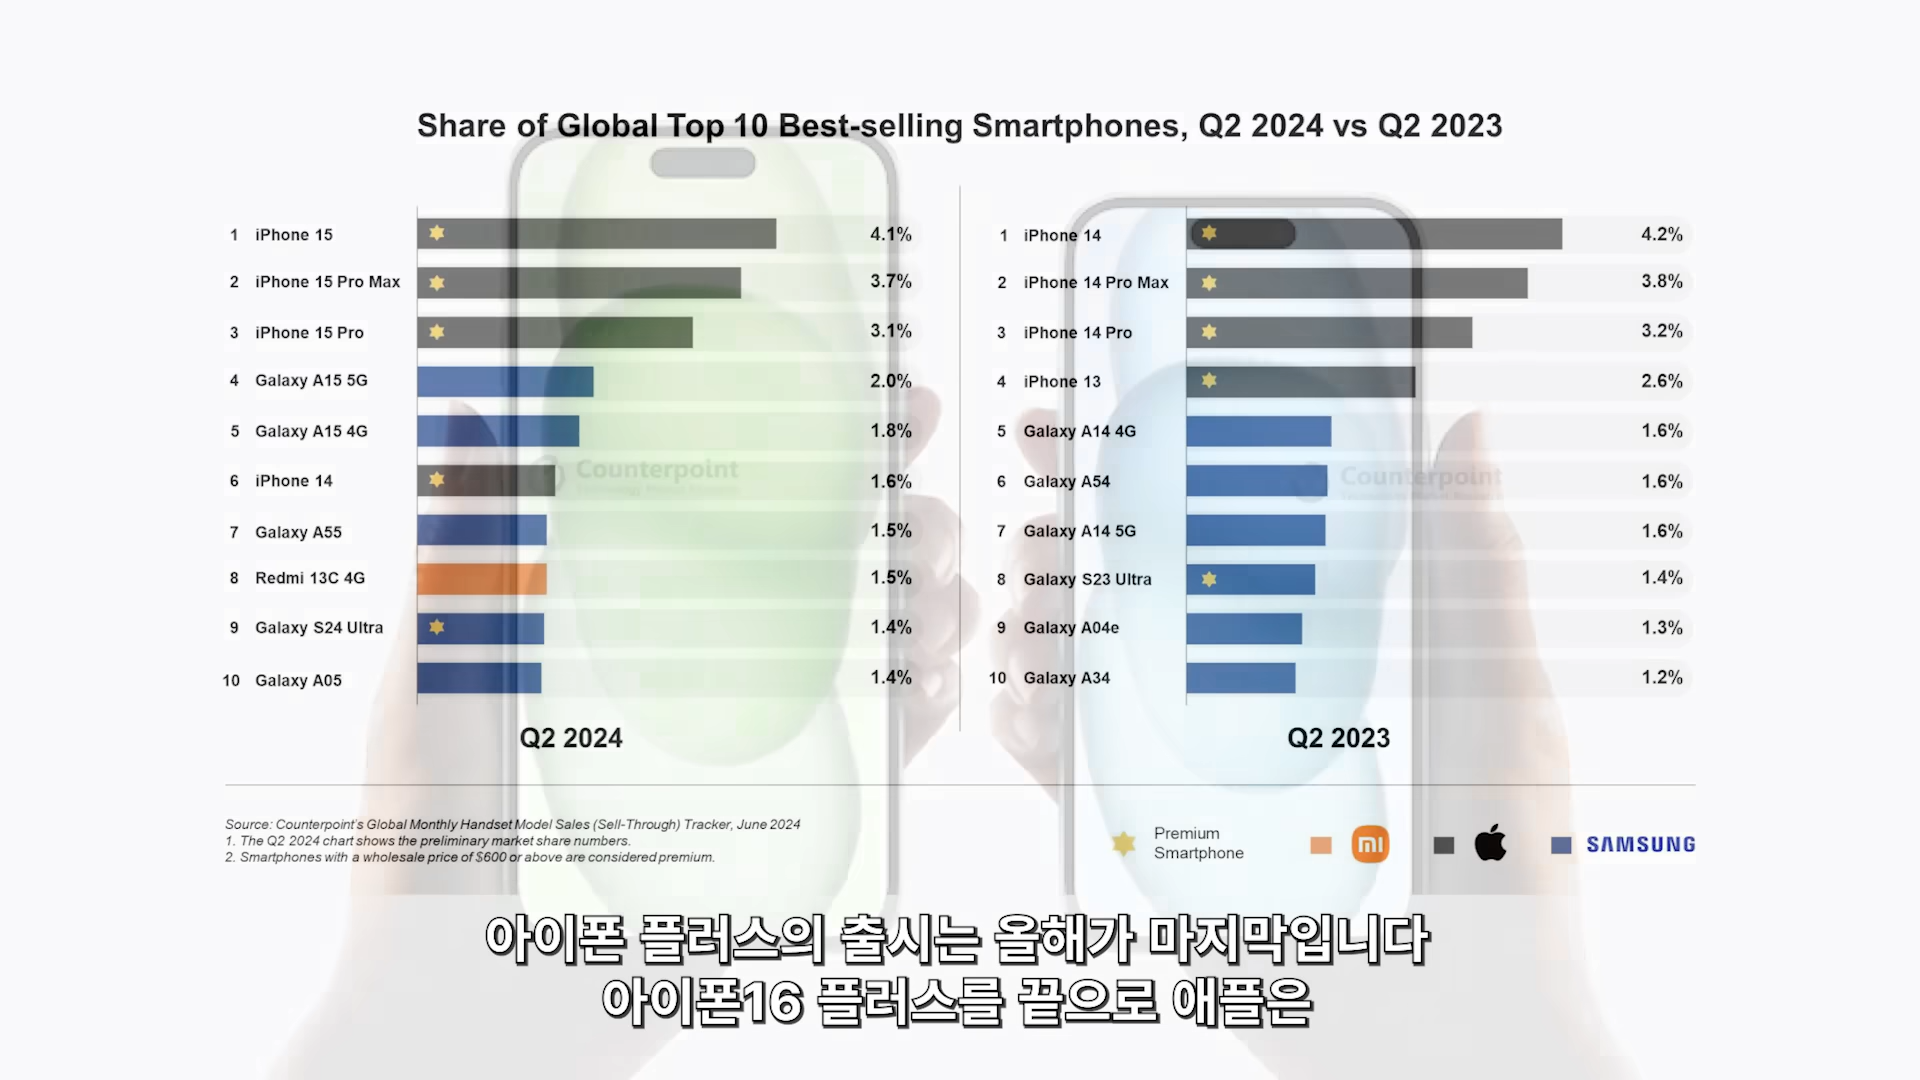 Share of Global Top 10 Best-selling Smartphones, Q2 2024 vs Q2 2023
1 iPhone 15 4.1%
2 iPhone 15 Pro Max 3.7%
3 iPhone 15 Pro 3.1%
4 Galaxy A15 5G 2.0%
5 Galaxy A15 4G 1.8%
6 iPhone 14 1.6%
7 Galaxy A55 1.5%
8 Redmi 13C 4G 1.5%
9 Galaxy S24 Ultra 1.4%
10 Galaxy A05 1.4%
Counterpoint
Q2 2024
1 iPhone 14 4.2%
2 iPhone 14 Pro Max 3.8%
3 iPhone 14 Pro 3.2%
4 iPhone 13 2.6%
5 Galaxy A14 4G 1.6%
6 Galaxy A54 1.6%
7 Galaxy A14 5G 1.6%
8 Galaxy S23 Ultra 1.4%
9 Galaxy A04e 1.3%
10 Galaxy A34 1.2%
Counterpoint
Q2 2023
Source: Counterpoint's Global Monthly Handset Model Sales (Sell-Through) Tracker, June 2024
1. The Q2 2024 chart shows the preliminary market share numbers.
2. Smartphones with a wholesale price of $600 or above are considered premium.
Premium
Smartphone
MI
SAMSUNG
아이폰 플러스의 출시는 올해가 마지막입니다
아이폰16 플러스를 끝으로 애플은